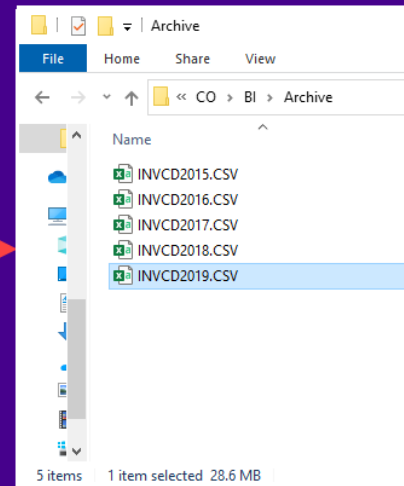 Archive
File Home Share View
« CO > BI > Archive
Name
INVCD2015.CSV
INVCD2016.CSV
INVCD2017.CSV
INVCD2018.CSV
INVCD2019.CSV
5 items 1 item selected 28.6 MB